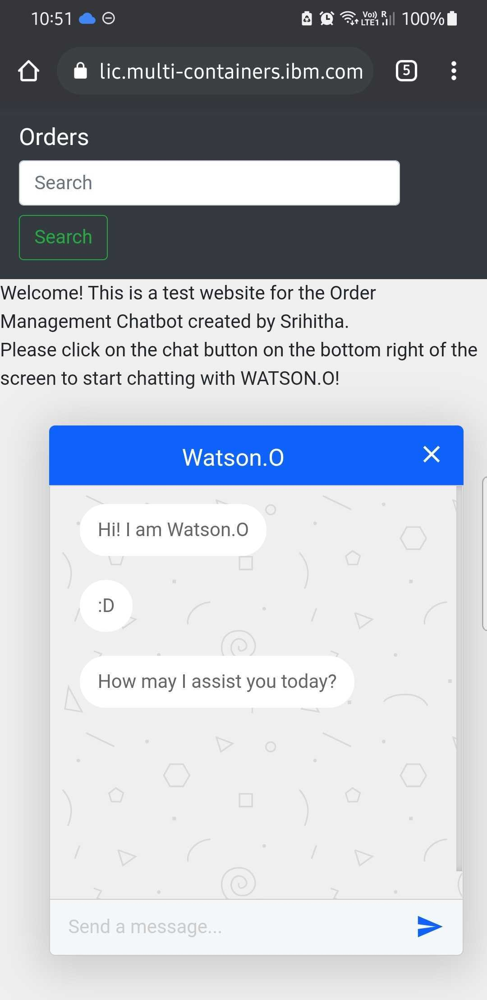 10:51
Vo)) R
LTE1
100%
lic.multi-containers.ibm.com
5
Orders
Search
Search
Welcome! This is a test website for the Order
Management Chatbot created by Srihitha.
Please click on the chat button on the bottom right of the
screen to start chatting with WATSON.O!
Watson.O
Hi! I am Watson.O
:D
How may I assist you today?
Send a message...